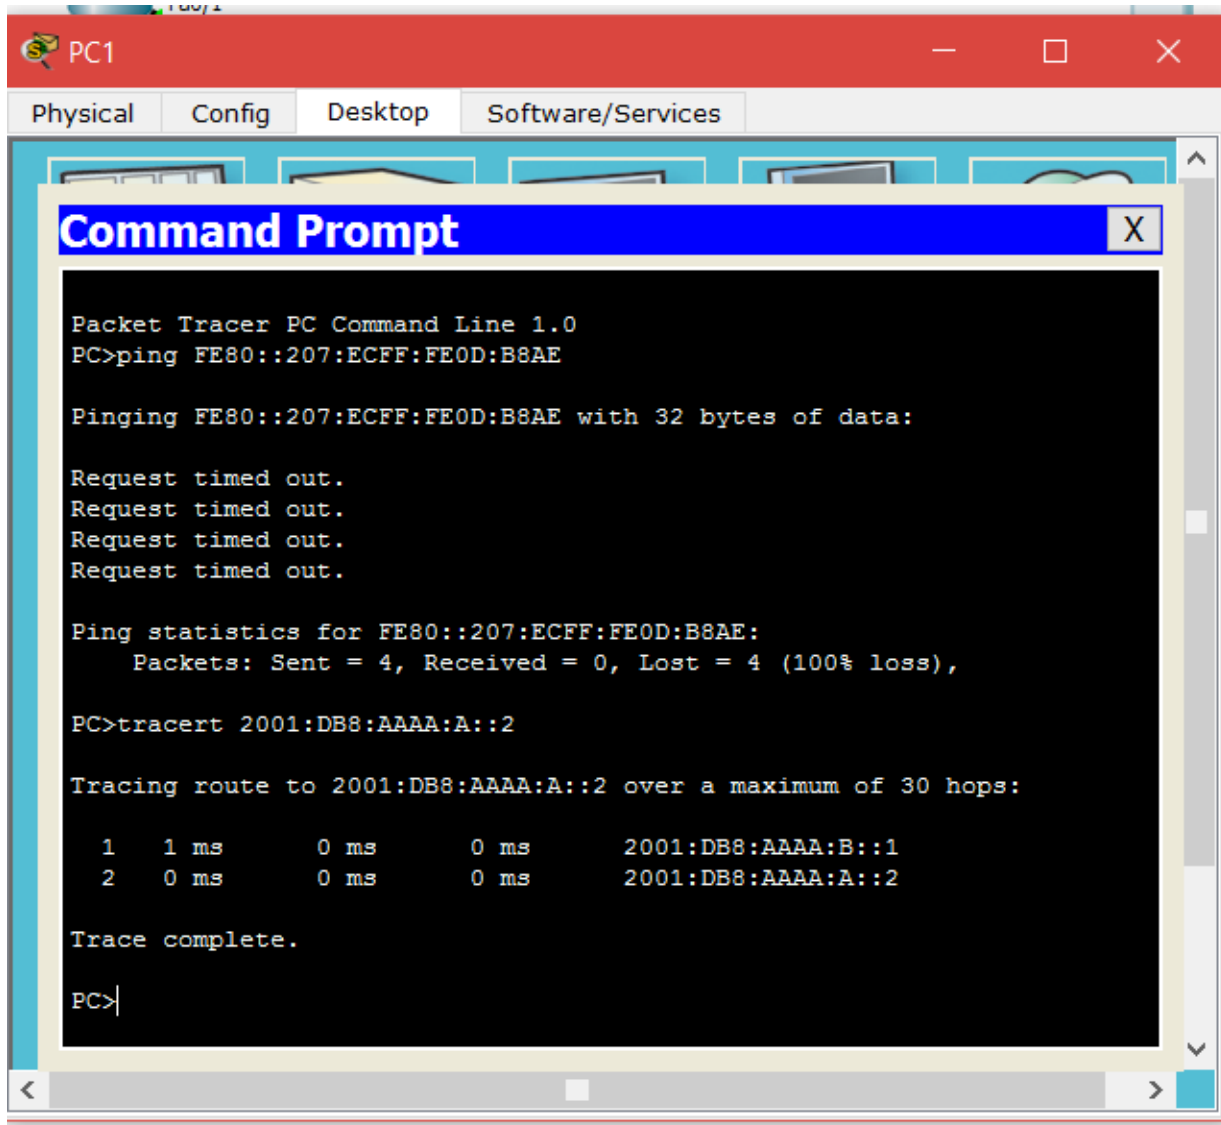 PC1
Physical Config Desktop Software/Services
Command Prompt X
Packet Tracer PC Command Line 1.0
PC>ping FE80::207:ECFF:FE0D:B8AE
Pinging FE80::207:ECFF:FE0D:B8AE with 32 bytes of data:
Request timed out.
Request timed out.
Request timed out.
Request timed out.
Ping statistics for FE80::207:ECFF:FE0D:B8AE:
Packets: Sent = 4, Received = 0, Lost = 4 (100% loss),
PC>tracert 2001:DB8:AAAA:A::2
Tracing route to 2001:DB8:AAAA:A::2 over a maximum of 30 hops:
1 1 ms 0 ms 0 ms 2001:DB8:AAAA:B::1
2 0 ms 0 ms 0 ms 2001:DB8:AAAA:A::2
Trace complete.
PC>